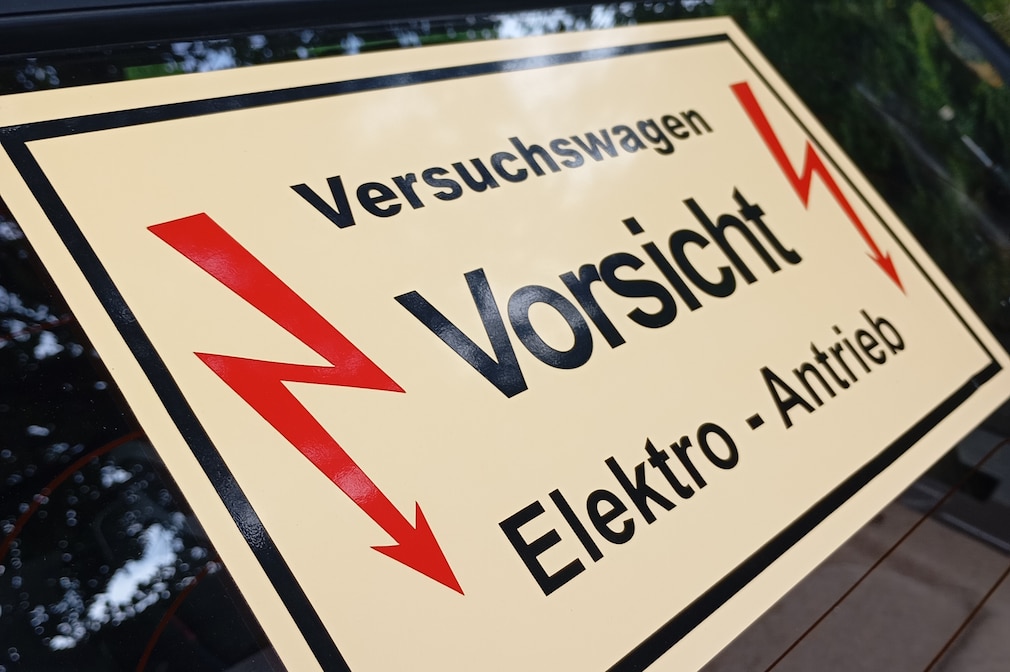 Versuchswagen
Vorsicht
Elektro - Antrieb